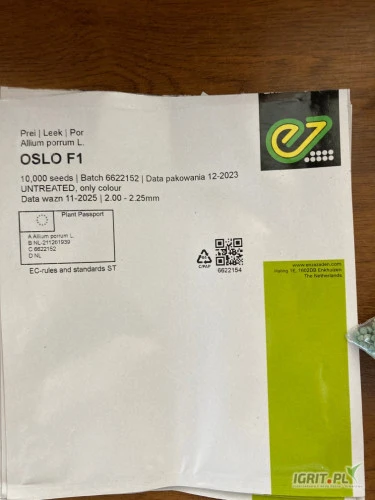 Prei | Leek | Por
Allium porrum L.
OSLO F1
10,000 seeds | Batch 6622152 | Data pakowania 12-2023
UNTREATED, only colour
Data wazn 11-2025 | 2.00 - 2.25mm
Plant Passport
A Allium porrum L.
B NL-211201939
C 6622152
D NL
EC-rules and standards ST
C/PAP
6622154
www.enzazaden.com
Haling 1E, 1602DB Enkhuizen
The Netherlands
IGRIT.PL